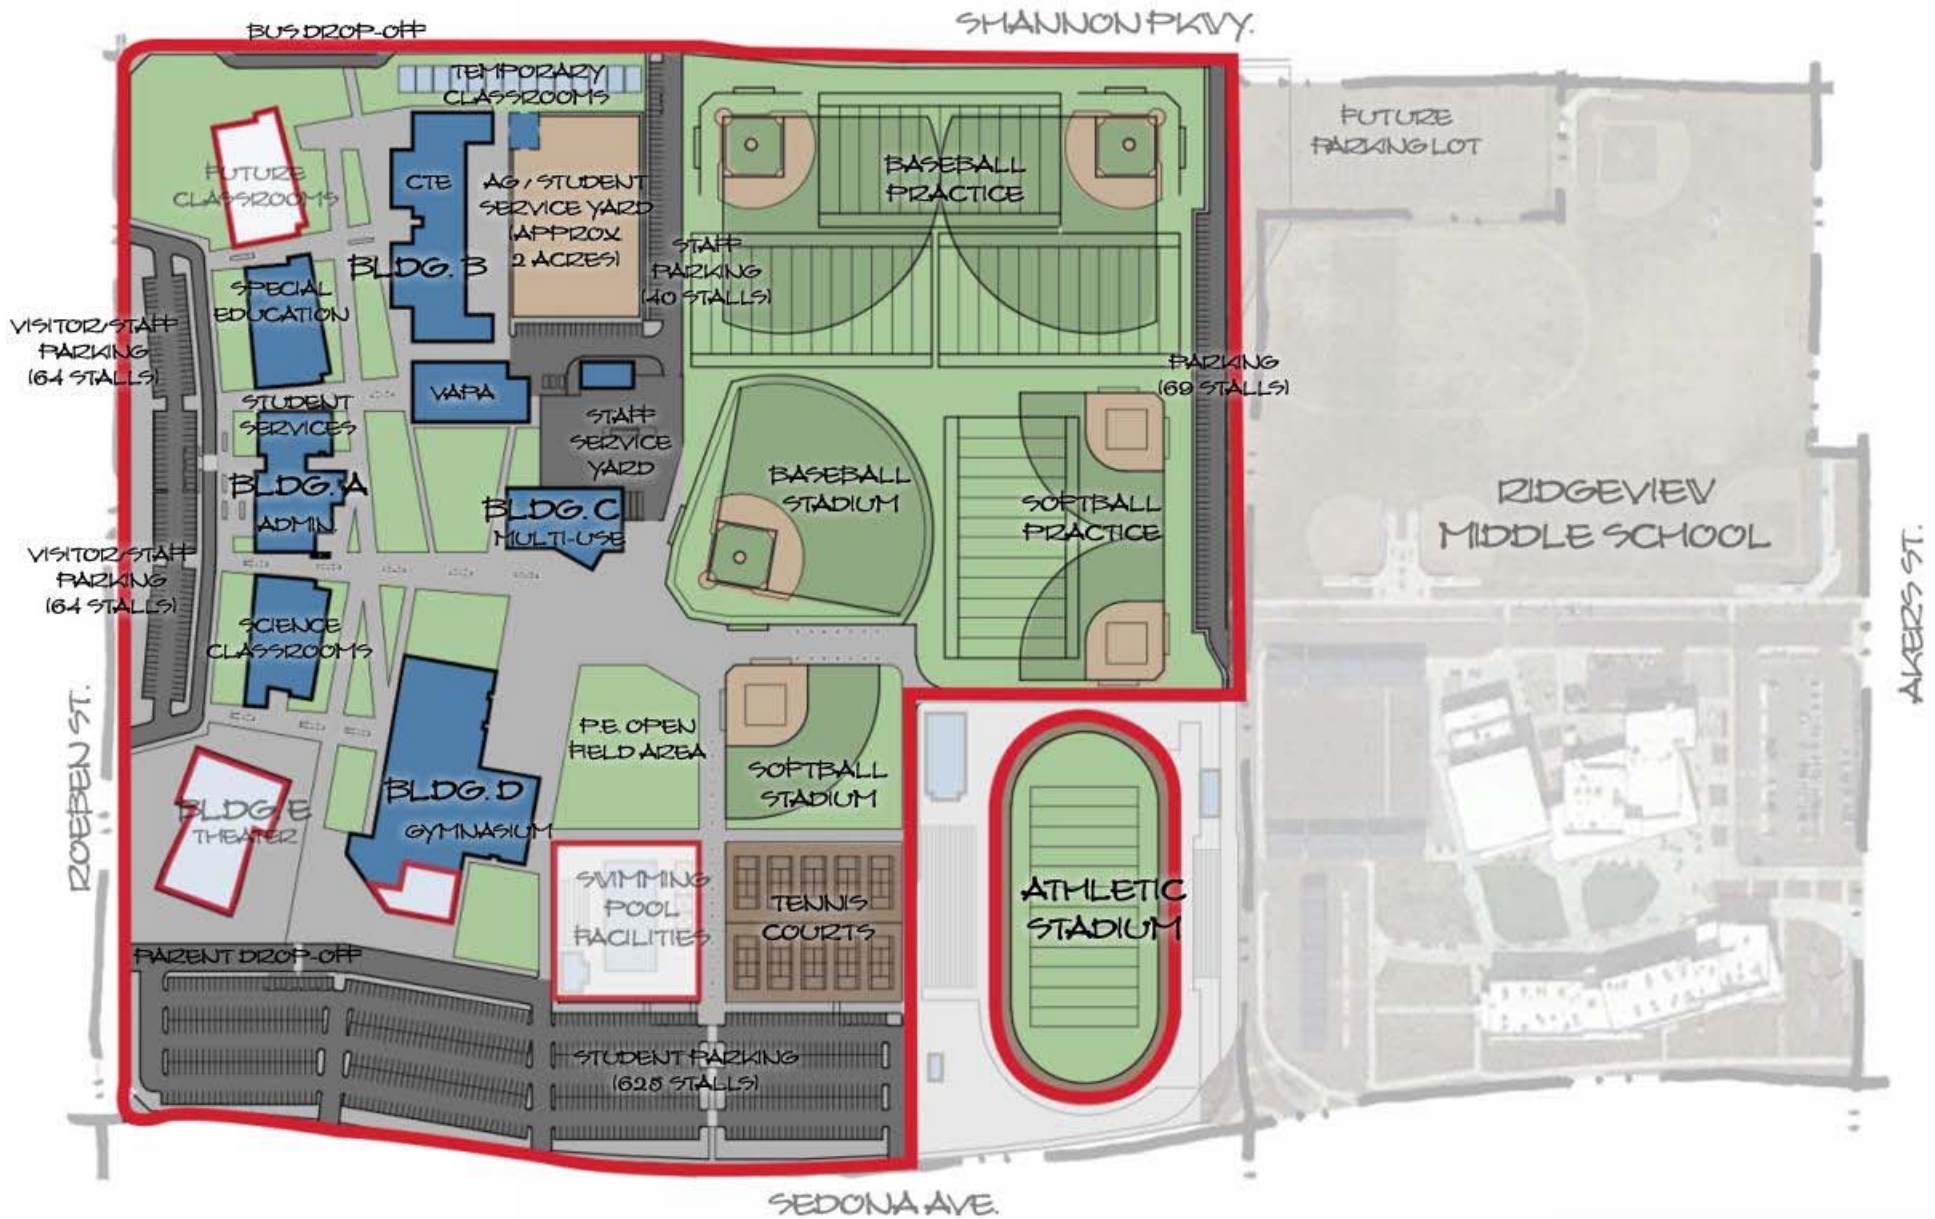 SHANNON PKWY.
BUS DROP-OFF
TEMPORARY
CLASSROOMS
FUTURE
PARKING LOT
FUTURE
CLASSROOMS
CTE
AG / STUDENT
SERVICE YARD
(APPROX
2 ACRES)
BASEBALL
PRACTICE
BLDG. B
STAFF
PARKING
(40 STALLS)
SPECIAL
EDUCATION
VISITOR/STAFF
PARKING
(64 STALLS)
PARKING
(69 STALLS)
VAPA
STUDENT
SERVICES
STAFF
SERVICE
YARD
BLDG. A
ADMIN.
BLDG. C
MULTI-USE
BASEBALL
STADIUM
SOFTBALL
PRACTICE
RIDGEVIEW
MIDDLE SCHOOL
AKERS ST.
VISITOR/STAFF
PARKING
(64 STALLS)
SCIENCE
CLASSROOMS
ROEBEN ST.
P.E. OPEN
FIELD AREA
SOFTBALL
STADIUM
BLDG. E
THEATER
BLDG. D
GYMNASIUM
SWIMMING
POOL
FACILITIES
TENNIS
COURTS
ATHLETIC
STADIUM
PARENT DROP-OFF
STUDENT PARKING
(628 STALLS)
SEDONA AVE.